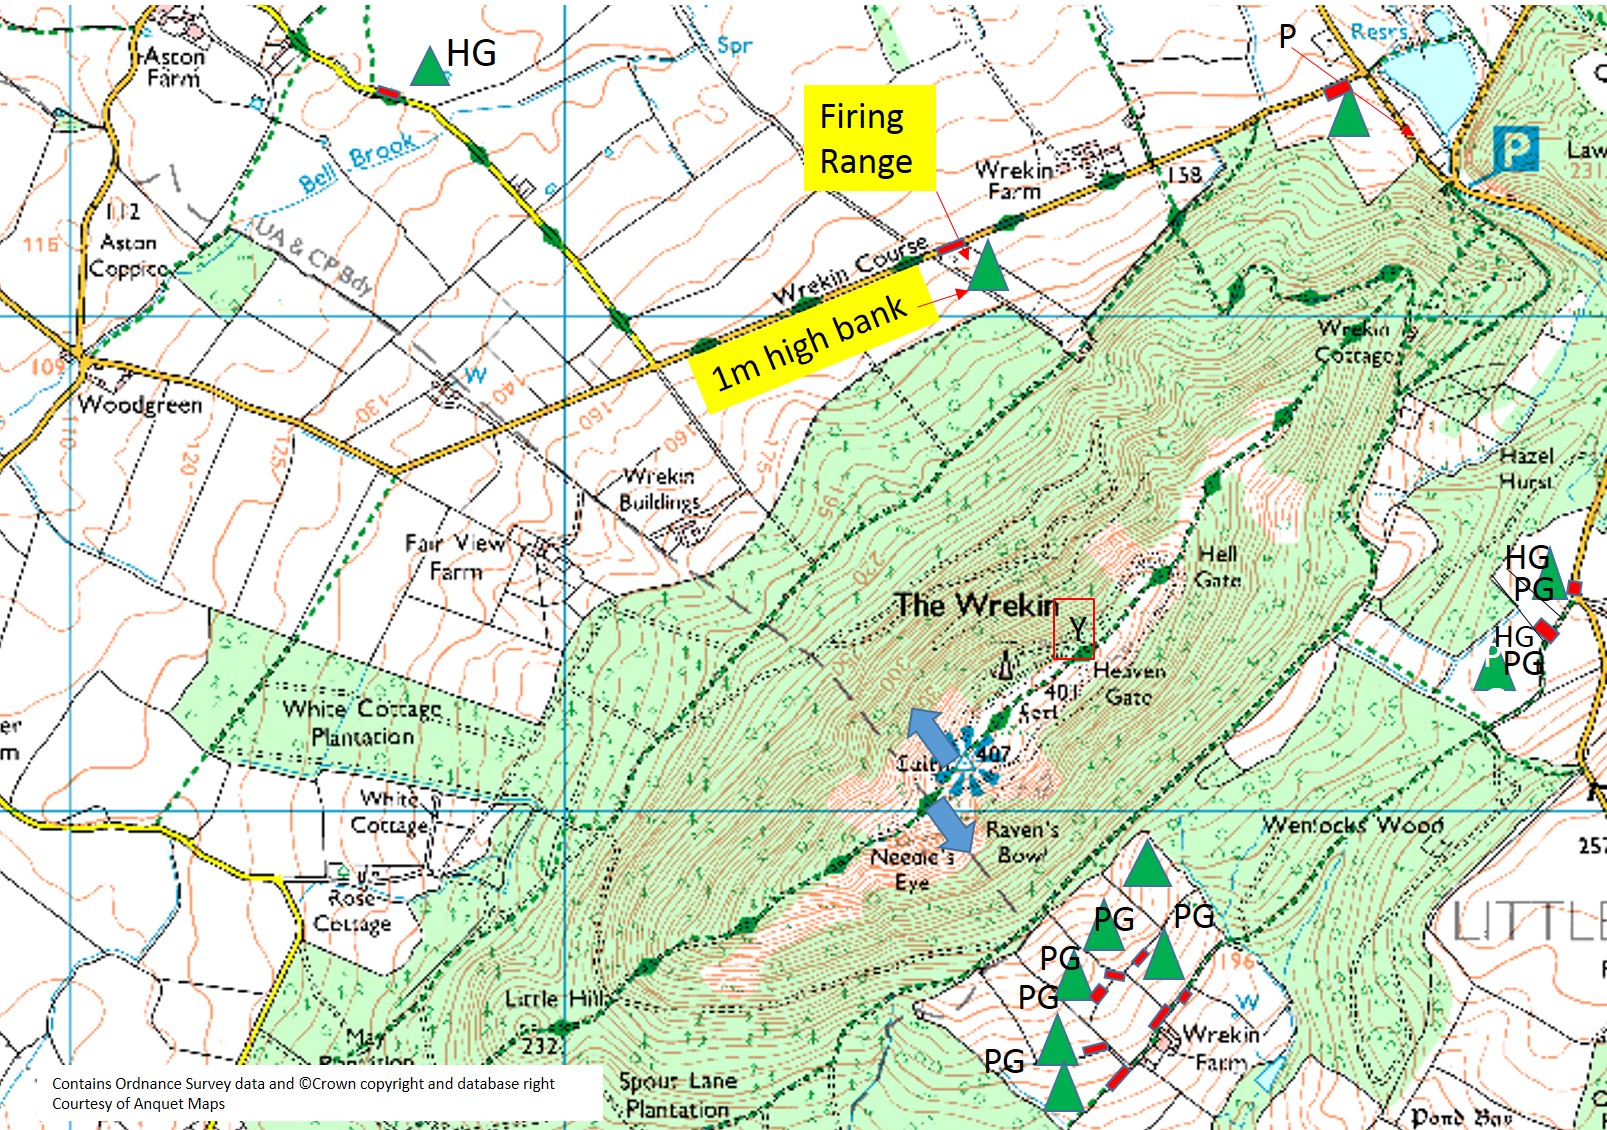 Aston
Farm
HG
Spr
P
Resrs
Firing
Range
Bell Brook
Wrekin
Farm
138
P
Law
231
112
115
Aston
Coppice
UA & CP Bdy
Wrekin Course
1m high bank
Wrekin
Cottage
109
Woodgreen
W
110
120
125
130
140
160
160
175
Wrekin
Buildings
195
Hazel
Hurst
Fair View
Farm
220
Hell
Gate
HG
PG
The Wrekin
Y
HG
PG
Heaven
Gate
300
401
fort
White Cottage
Plantation
er
m
407
Cairn
White
Cottage
Raven's
Bowl
Needle's
Eye
Wenlocks Wood
257
Rose
Cottage
LITTLE
PG
PG
PG
196
PG
W
Little Hill
232
Wrekin
Farm
May
Plantation
PG
Spout Lane
Plantation
Pond Bay
Contains Ordnance Survey data and ©Crown copyright and database right
Courtesy of Anquet Maps